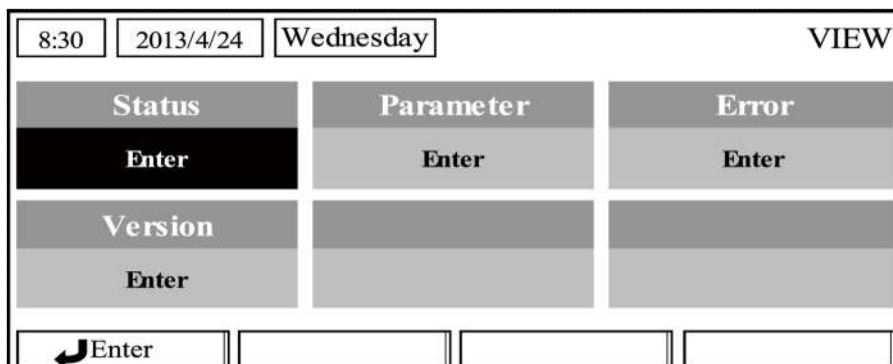 8:30 2013/4/24 Wednesday VIEW
Status Parameter Error
Enter Enter Enter
Version
Enter
Enter